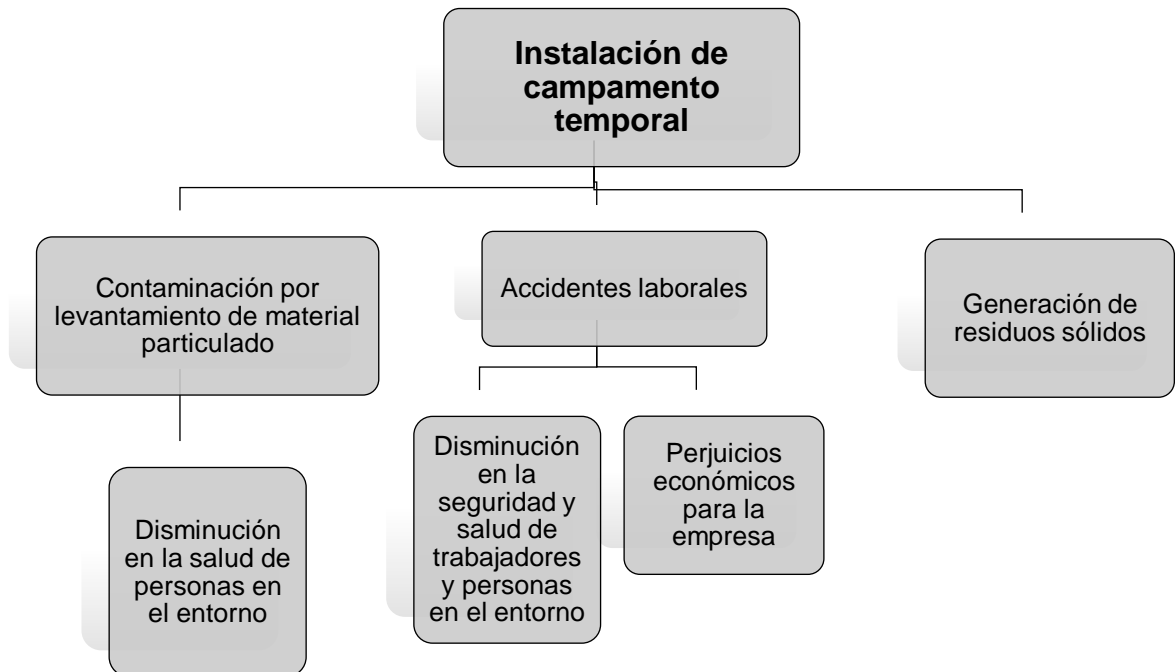 Instalación de
campamento
temporal
Contaminación por
levantamiento de material
particulado
Accidentes laborales
Generación de
residuos sólidos
Disminución
en la salud de
personas en
el entorno
Disminución
en la
seguridad y
salud de
trabajadores
y personas
en el entorno
Perjuicios
económicos
para la
empresa